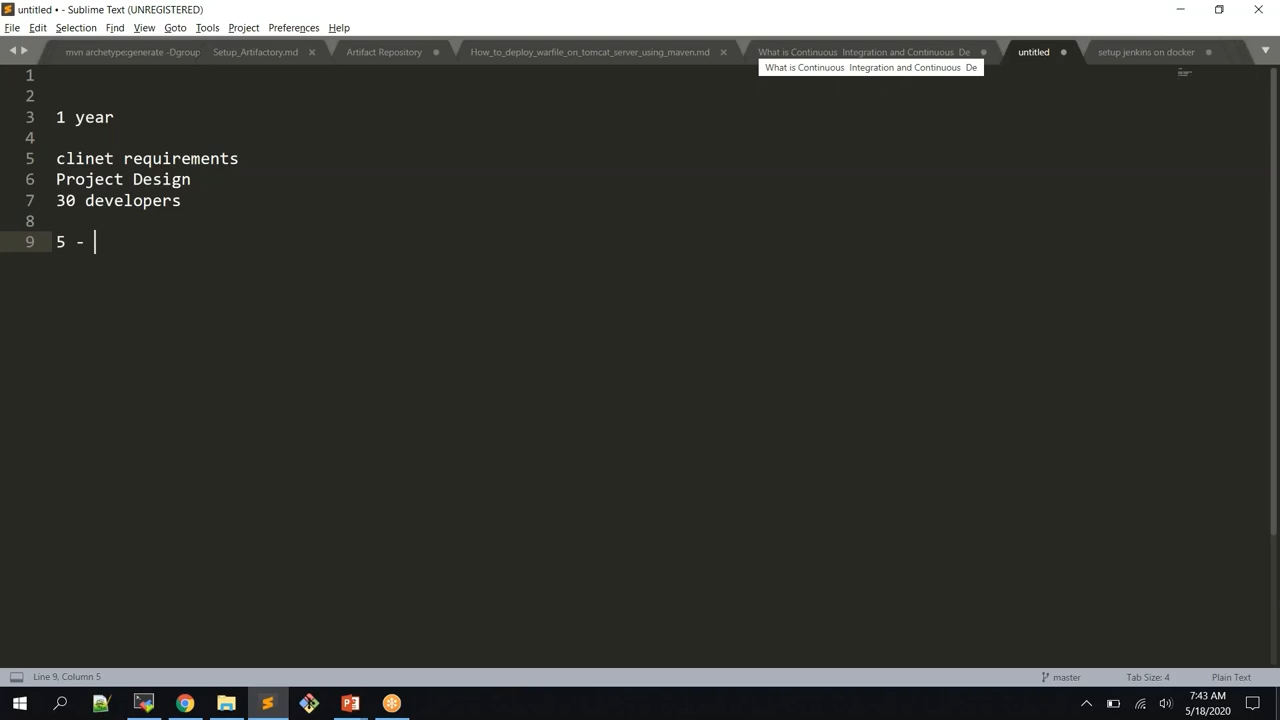 untitled • - Sublime Text (UNREGISTERED)
File Edit Selection Find View Goto Tools Project Preferences Help
mvn archetype:generate -Dgroup Setup_Artifactory.md Artifact Repository How_to_deploy_warfile_on_tomcat_server_using_maven.md What is Continuous Integration and Continuous De untitled setup jenkins on docker
What is Continuous Integration and Continuous De
1
2
3 1 year
4
5 clinet requirements
6 Project Design
7 30 developers
8
9 5 -
Line 9, Column 5 master Tab Size: 4 Plain Text
7:43 AM
5/18/2020